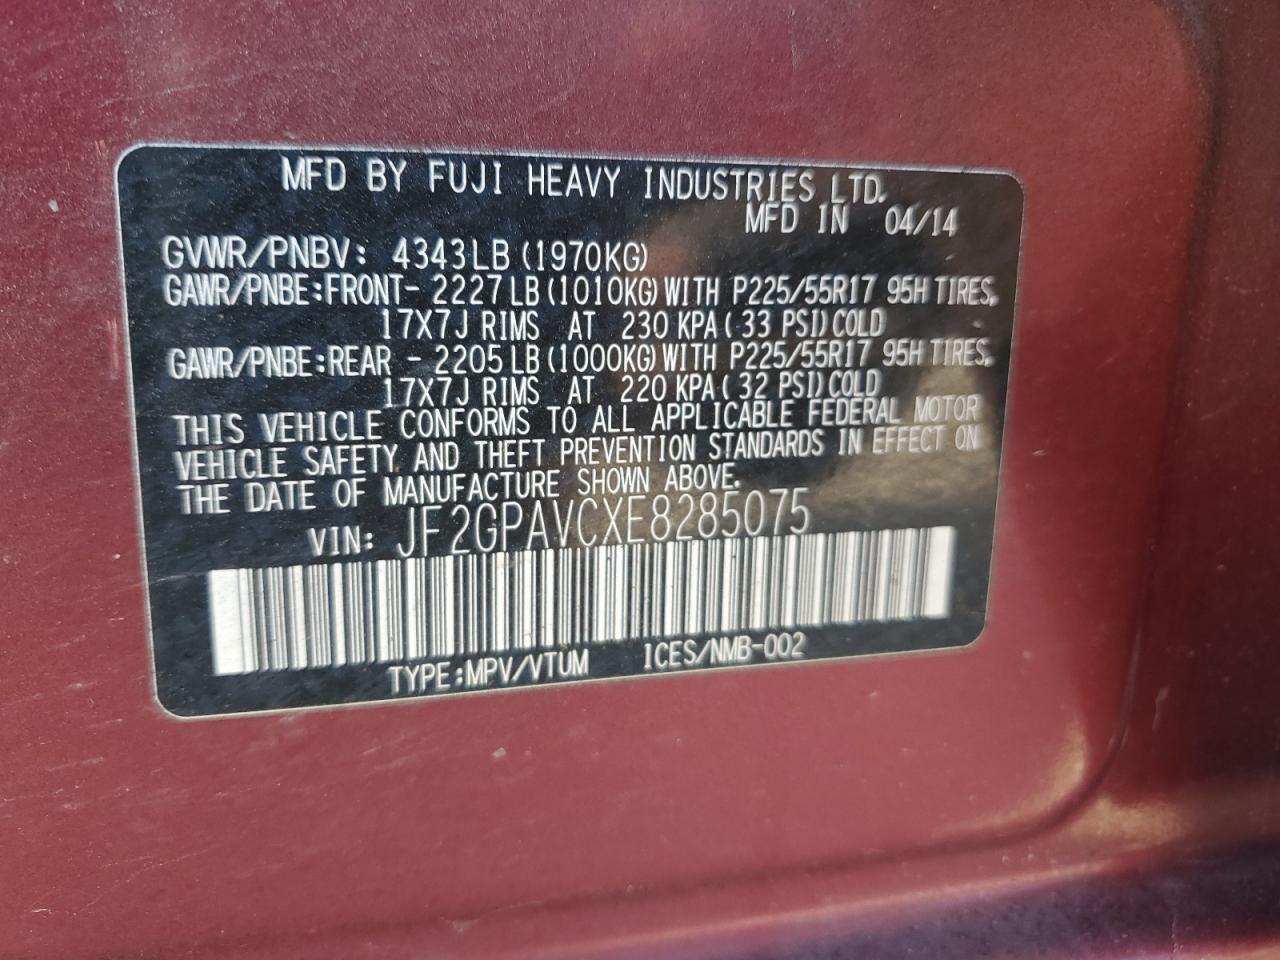 MFD BY FUJI HEAVY INDUSTRIES LTD.
MFD IN 04/14
GVWR/PNBV: 4343LB (1970KG)
GAWR/PNBE:FRONT- 2227LB (1010KG) WITH P225/55R17 95H TIRES,
17X7J RIMS AT 230 KPA( 33 PSI) COLD
GAWR/PNBE:REAR - 2205LB (1000KG) WITH P225/55R17 95H TIRES,
17X7J RIMS AT 220 KPA( 32 PSI) COLD
THIS VEHICLE CONFORMS TO ALL APPLICABLE FEDERAL MOTOR
VEHICLE SAFETY AND THEFT PREVENTION STANDARDS IN EFFECT ON
THE DATE OF MANUFACTURE SHOWN ABOVE.
VIN: JF2GPAVCXE8285075
TYPE:MPV/VTUM ICES/NMB-002